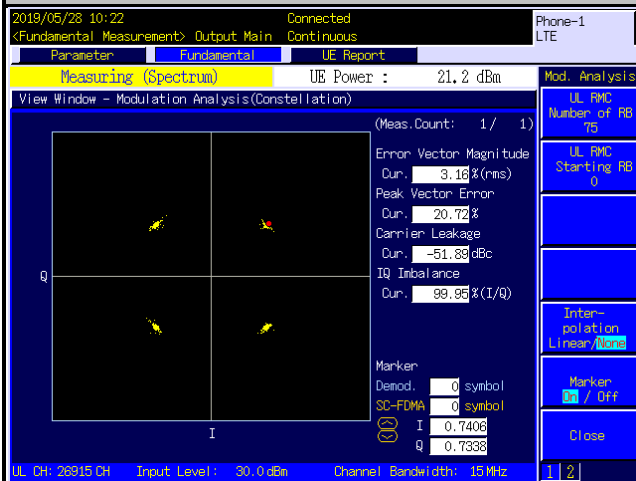 2019/05/28 10:22 Connected Phone-1
<Fundamental Measurement> Output Main Continuous LTE
Parameter Fundamental UE Report
Measuring (Spectrum) UE Power : 21.2 dBm Mod. Analysis
View Window - Modulation Analysis(Constellation)
UL RMC
Number of RB
75
(Meas.Count: 1/ 1)
Error Vector Magnitude
Cur. 3.16 %(rms)
UL RMC
Starting RB
0
Peak Vector Error
Cur. 20.72 %
Carrier Leakage
Cur. -51.89 dBc
IQ Imbalance
Cur. 99.95 %(I/Q)
Q
I
Inter-
polation
Linear/None
Marker
Demod. 0 symbol
SC-FDMA 0 symbol
I 0.7406
Q 0.7338
Marker
On / Off
Close
UL CH: 26915 CH Input Level: 30.0 dBm Channel Bandwidth: 15 MHz 1 2